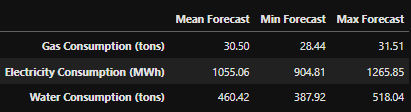 Mean Forecast Min Forecast Max Forecast
Gas Consumption (tons) 30.50 28.44 31.51
Electricity Consumption (MWh) 1055.06 904.81 1265.85
Water Consumption (tons) 460.42 387.92 518.04